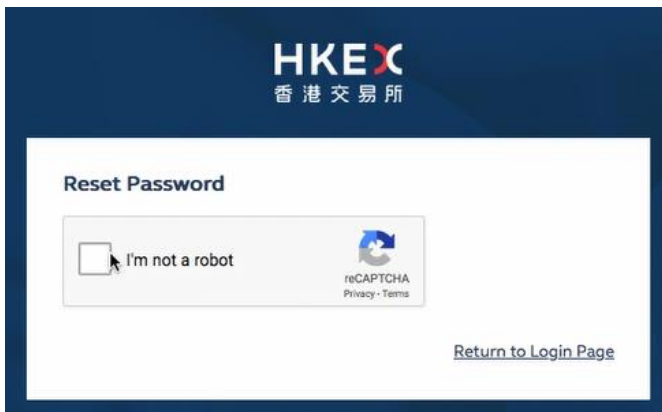 HKEX
香港交易所
Reset Password
I'm not a robot
reCAPTCHA
Privacy - Terms
Return to Login Page